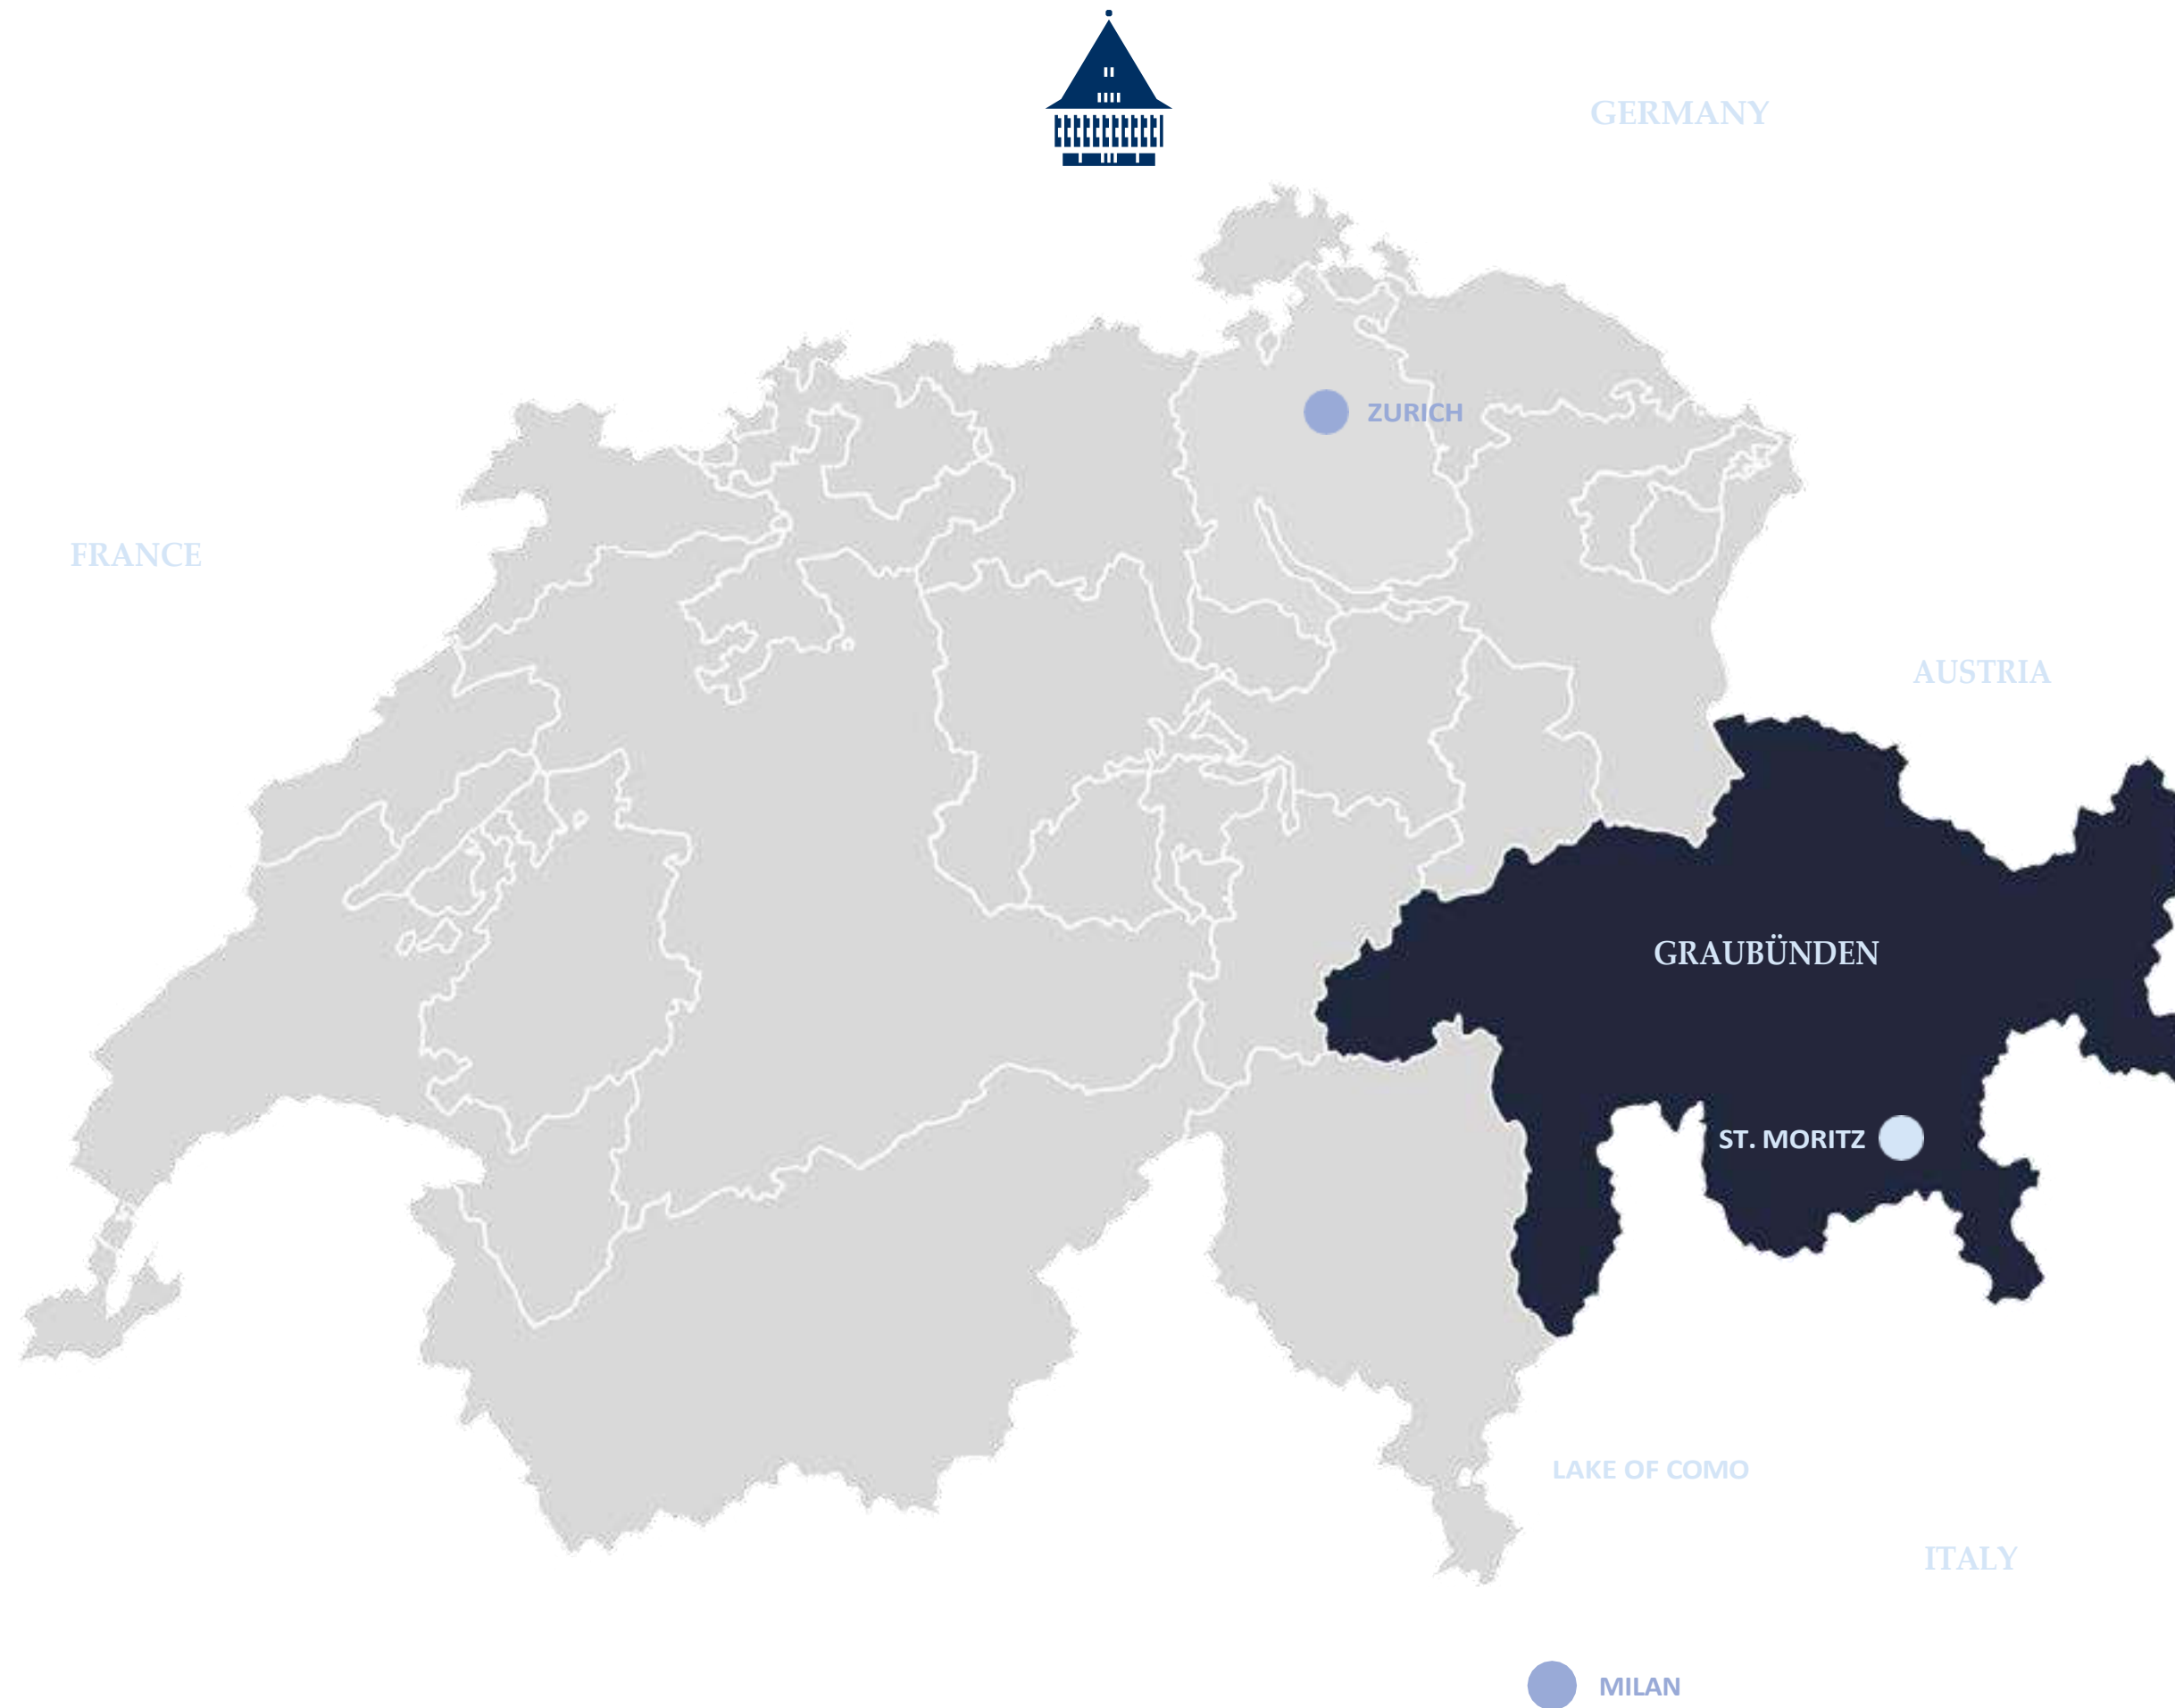 GERMANY
ZURICH
FRANCE
AUSTRIA
GRAUBÜNDEN
ST. MORITZ
LAKE OF COMO
ITALY
MILAN